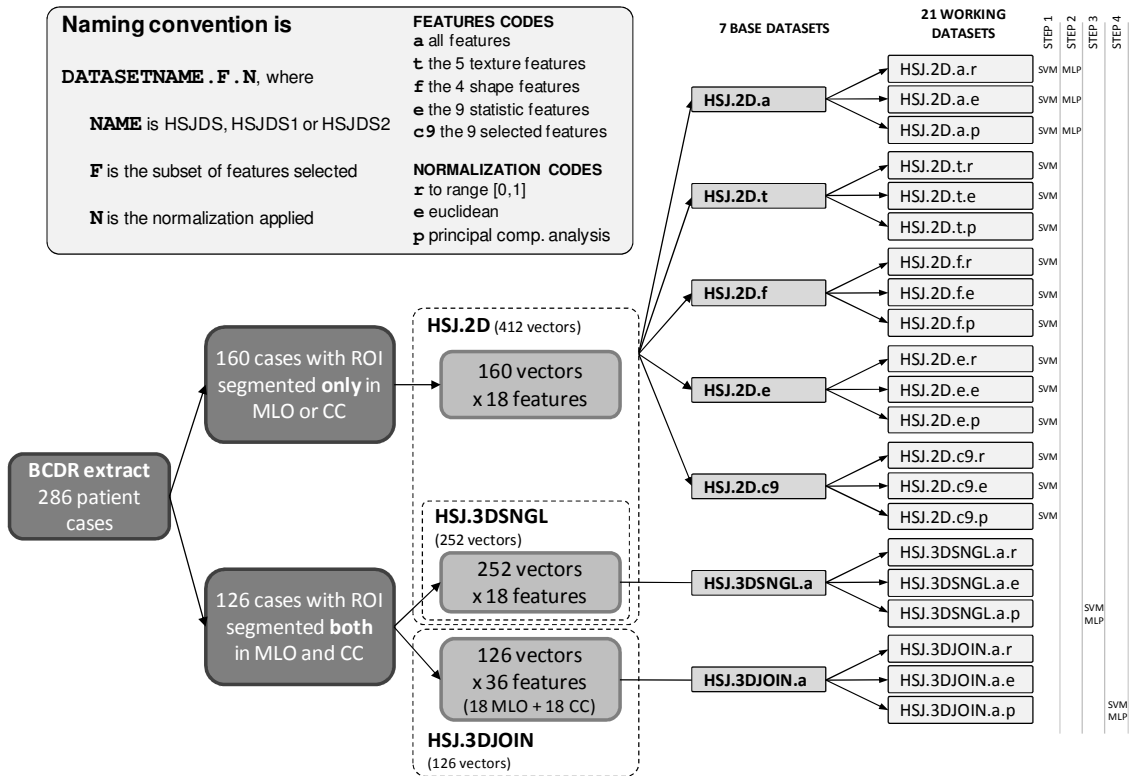 Naming convention is
DATASETNAME.F.N, where
NAME is HSJDS, HSJDS1 or HSJDS2
F is the subset of features selected
N is the normalization applied
FEATURES CODES
a all features
t the 5 texture features
f the 4 shape features
e the 9 statistic features
c9 the 9 selected features
NORMALIZATION CODES
r to range [0,1]
e euclidean
p principal comp. analysis
BCDR extract
286 patient
cases
160 cases with ROI
segmented only in
MLO or CC
126 cases with ROI
segmented both
in MLO and CC
HSJ.2D (412 vectors)
160 vectors
x 18 features
HSJ.3DSNGL
(252 vectors)
252 vectors
x 18 features
126 vectors
x 36 features
(18 MLO + 18 CC)
HSJ.3DJOIN
(126 vectors)
7 BASE DATASETS
HSJ.2D.a
HSJ.2D.t
HSJ.2D.f
HSJ.2D.e
HSJ.2D.c9
HSJ.3DSNGL.a
HSJ.3DJOIN.a
21 WORKING
DATASETS
STEP 1
STEP 2
STEP 3
STEP 4
HSJ.2D.a.r SVM MLP
HSJ.2D.a.e SVM MLP
HSJ.2D.a.p SVM MLP
HSJ.2D.t.r SVM
HSJ.2D.t.e SVM
HSJ.2D.t.p SVM
HSJ.2D.f.r SVM
HSJ.2D.f.e SVM
HSJ.2D.f.p SVM
HSJ.2D.e.r SVM
HSJ.2D.e.e SVM
HSJ.2D.e.p SVM
HSJ.2D.c9.r SVM
HSJ.2D.c9.e SVM
HSJ.2D.c9.p SVM
HSJ.3DSNGL.a.r
HSJ.3DSNGL.a.e
HSJ.3DSNGL.a.p SVM
MLP
HSJ.3DJOIN.a.r
HSJ.3DJOIN.a.e
HSJ.3DJOIN.a.p SVM
MLP